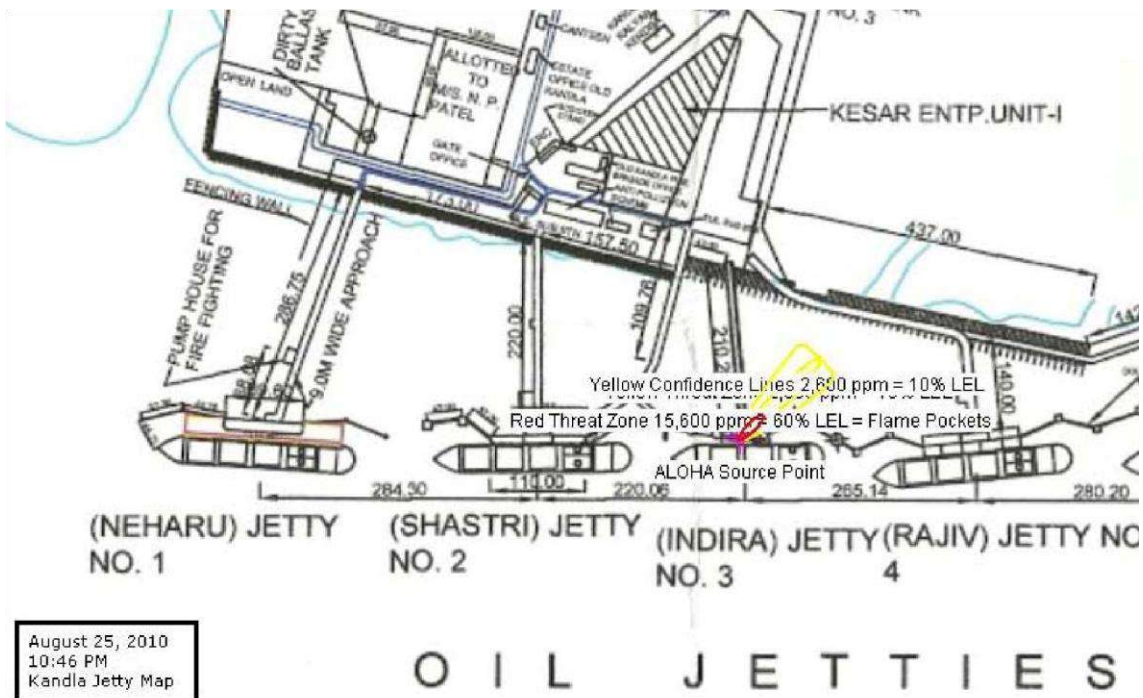 NO. 3
DIRTY
BALLAS
TANK
OPEN LAND
ALLOTTED
TO
M/S. N. P.
PATEL
CANTEEN
ESTATE
OFFICE OLD
KANDLA
GATE
OFFICE
KESAR ENTP.UNIT-I
FENCING WALL
157.50
437.00
PUMP HOUSE FOR
FIRE FIGHTING
286.75
9.0M WIDE APPROACH
220.00
109.76
210.2
140.00
Yellow Confidence Lines 2,600 ppm = 10% LEL
Red Threat Zone 15,600 ppm = 60% LEL = Flame Pockets
ALOHA Source Point
110.00
284.30
220.06
265.14
280.20
(NEHARU) JETTY
NO. 1
(SHASTRI) JETTY
NO. 2
(INDIRA) JETTY
NO. 3
(RAJIV) JETTY NO
4
August 25, 2010
10:46 PM
Kandla Jetty Map
OIL JETTIES